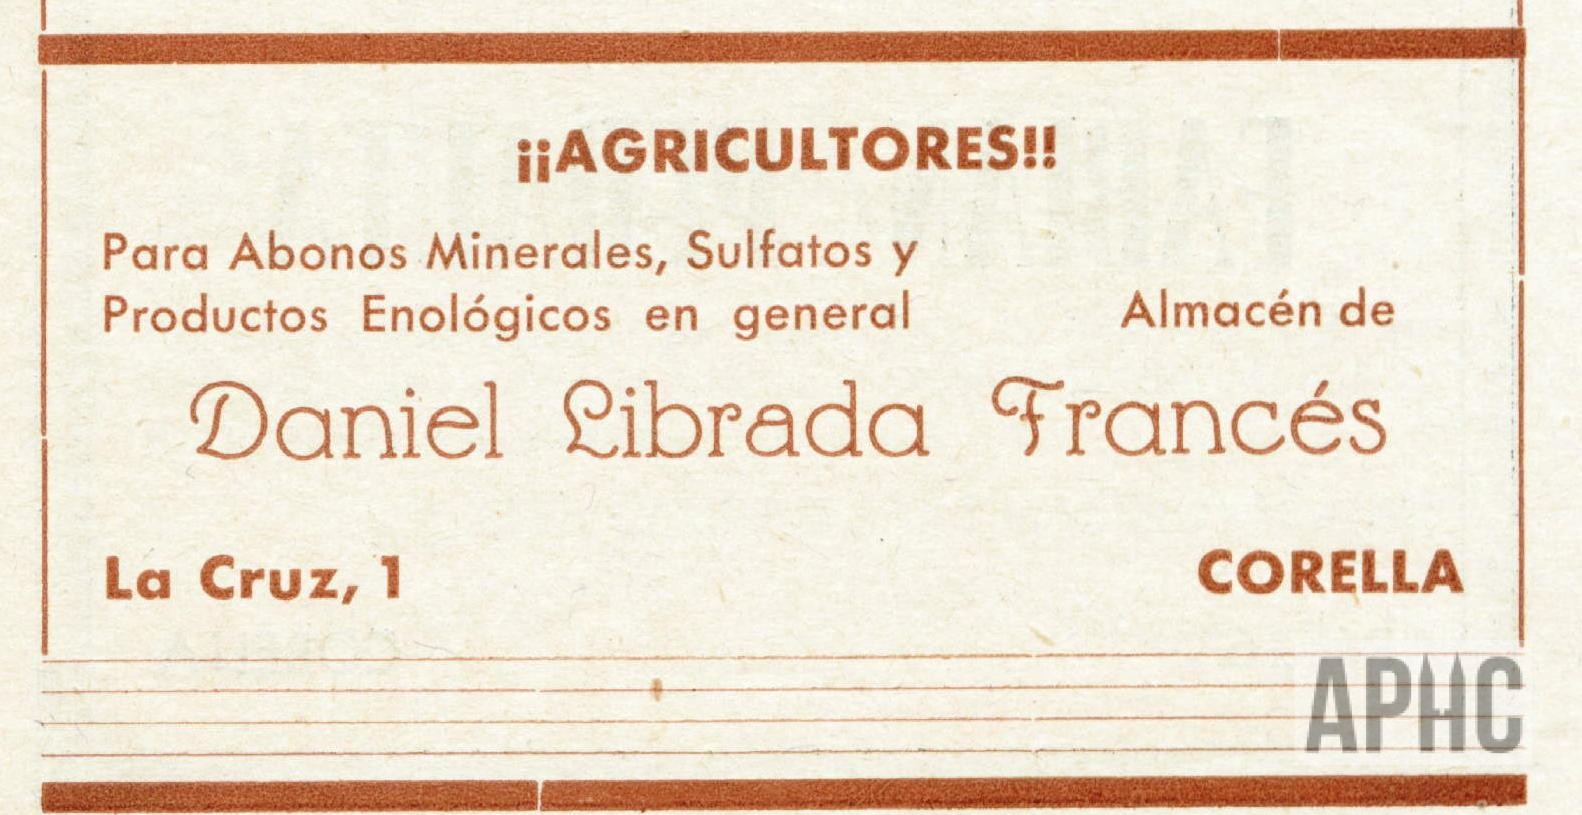 ¡¡AGRICULTORES!!
Para Abonos Minerales, Sulfatos y
Productos Enológicos en general
Almacén de
Daniel Librada Francés
La Cruz, 1
CORELLA
APHC